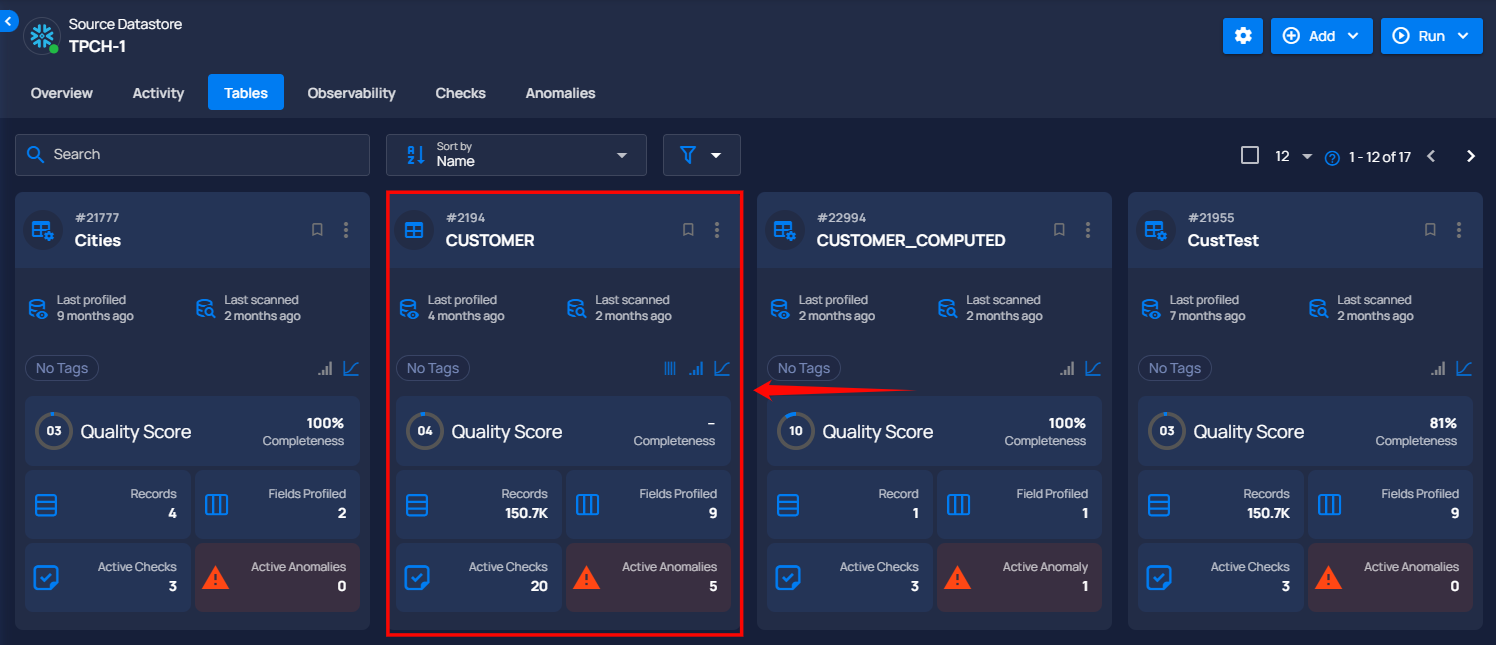 Source Datastore
TPCH-1
Add
Run
Overview
Activity
Tables
Observability
Checks
Anomalies
Search
A
Z
Sort by
Name
12
?
1 - 12 of 17
#21777
Cities
Last profiled
9 months ago
Last scanned
2 months ago
No Tags
03
Quality Score
100%
Completeness
Records
4
Fields Profiled
2
Active Checks
3
Active Anomalies
0
#2194
CUSTOMER
Last profiled
4 months ago
Last scanned
2 months ago
No Tags
04
Quality Score
–
Completeness
Records
150.7K
Fields Profiled
9
Active Checks
20
Active Anomalies
5
#22994
CUSTOMER_COMPUTED
Last profiled
2 months ago
Last scanned
2 months ago
No Tags
10
Quality Score
100%
Completeness
Record
1
Field Profiled
1
Active Checks
3
Active Anomaly
1
#21955
CustTest
Last profiled
7 months ago
Last scanned
2 months ago
No Tags
03
Quality Score
81%
Completeness
Records
150.7K
Fields Profiled
9
Active Checks
3
Active Anomalies
0